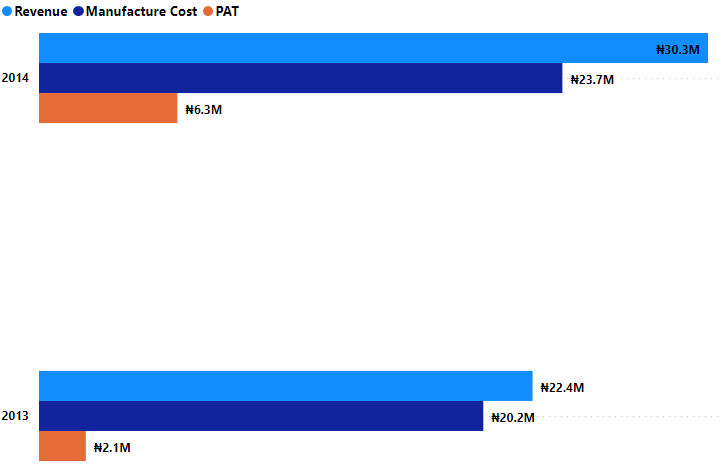 Revenue Manufacture Cost PAT
₦30.3M
2014 ₦23.7M
₦6.3M
₦22.4M
2013 ₦20.2M
₦2.1M